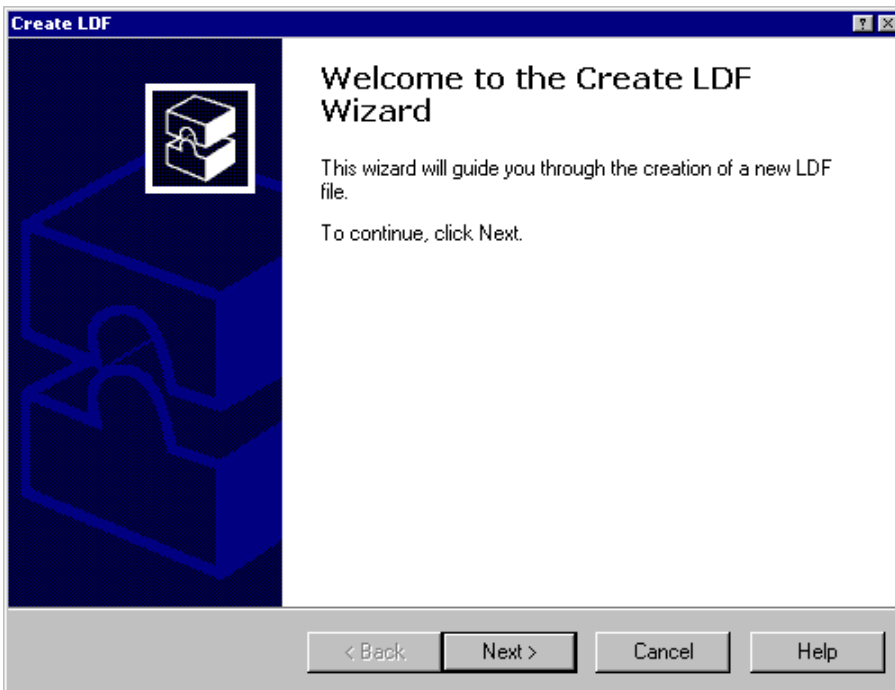 Create LDF
Welcome to the Create LDF
Wizard
This wizard will guide you through the creation of a new LDF
file.
To continue, click Next.
< Back
Next >
Cancel
Help